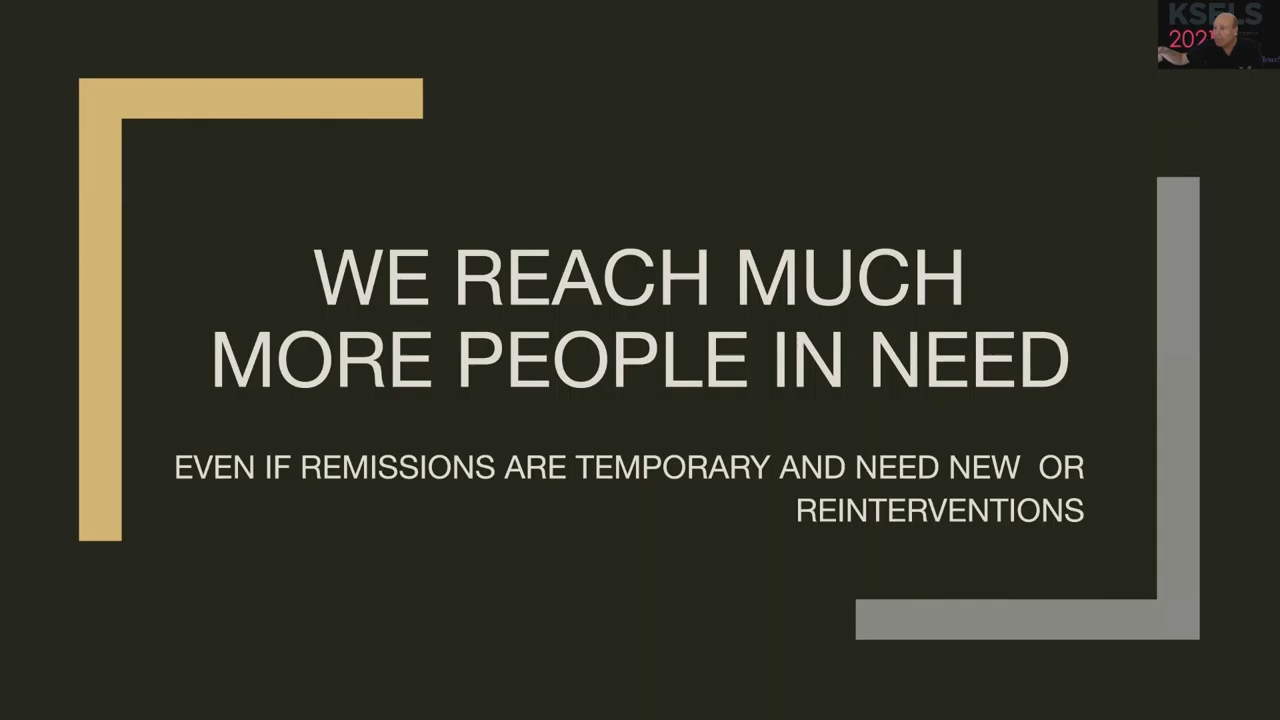 KSELS
WE REACH MUCH
MORE PEOPLE IN NEED
EVEN IF REMISSIONS ARE TEMPORARY AND NEED NEW OR
REINTERVENTIONS